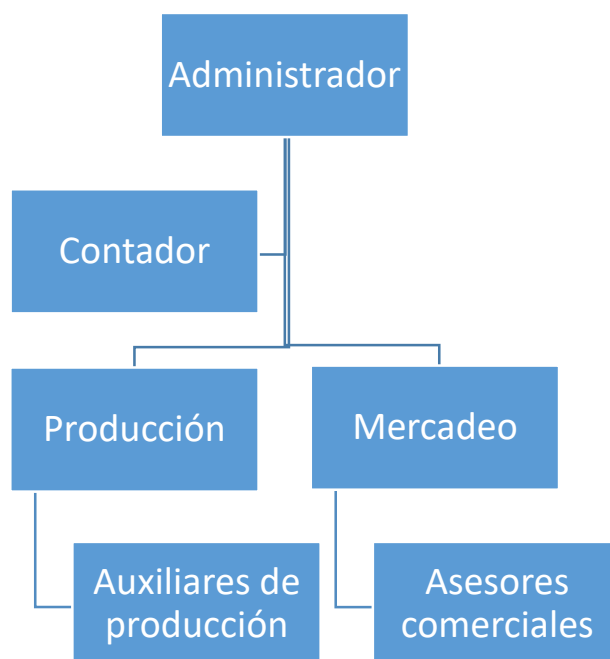 Administrador
Contador
Producción
Mercadeo
Auxiliares de
producción
Asesores
comerciales